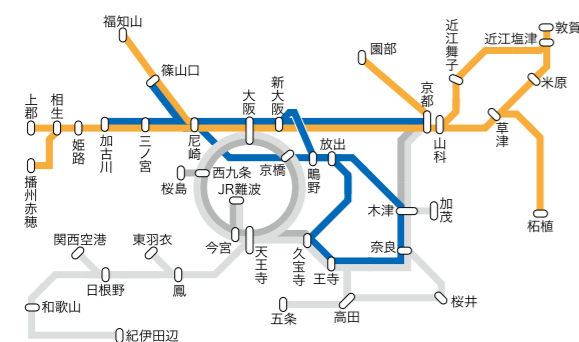 福知山
篠山口
上郡
相生
姫路
加古川
三ノ宮
尼崎
大阪
新大阪
園部
京都
山科
近江舞子
近江塩津
敦賀
米原
草津
柘植
播州赤穂
西九条
桜島
JR難波
京橋
鴫野
放出
木津
加茂
今宮
天王寺
久宝寺
王寺
奈良
関西空港
東羽衣
日根野
鳳
和歌山
紀伊田辺
五条
高田
桜井